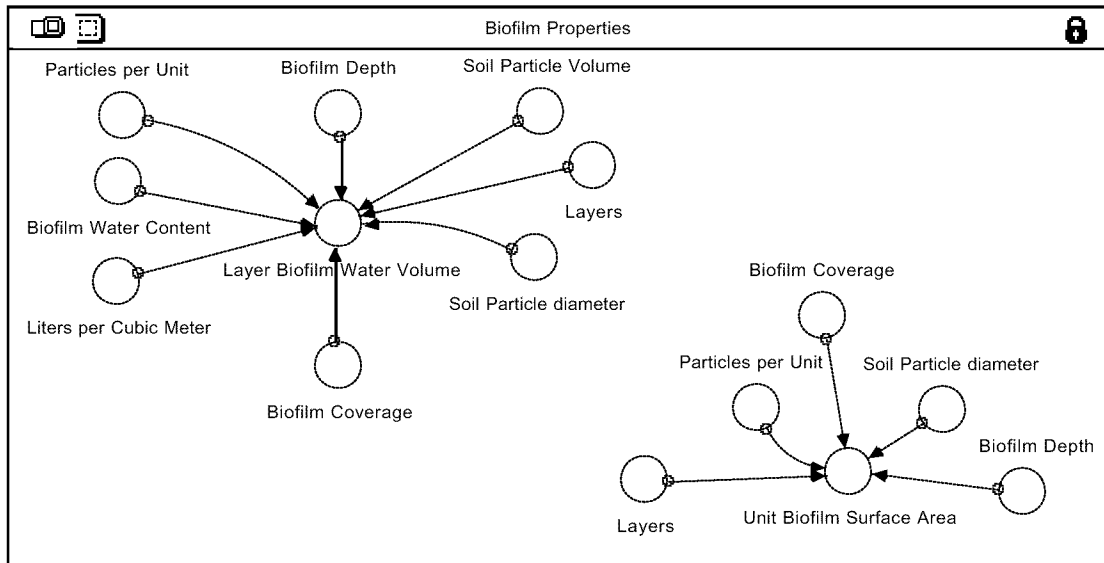 Biofilm Properties
Particles per Unit
Biofilm Depth
Soil Particle Volume
Biofilm Water Content
Layers
Layer Biofilm Water Volume
Soil Particle diameter
Liters per Cubic Meter
Biofilm Coverage
Biofilm Coverage
Particles per Unit
Soil Particle diameter
Biofilm Depth
Layers
Unit Biofilm Surface Area